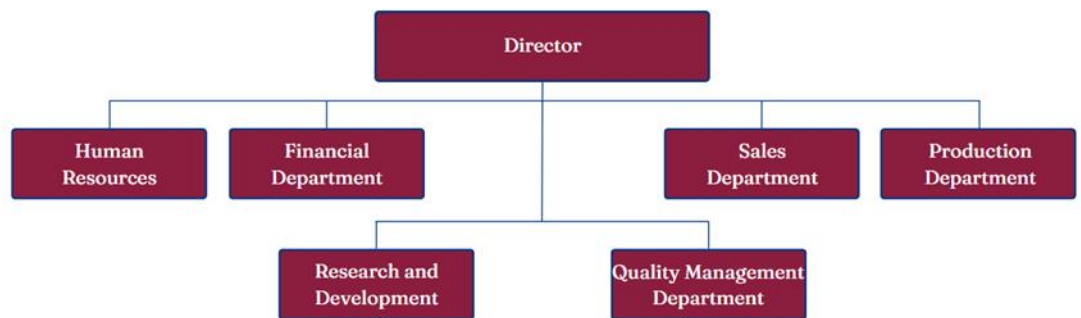 Director
Human
Resources
Financial
Department
Sales
Department
Production
Department
Research and
Development
Quality Management
Department